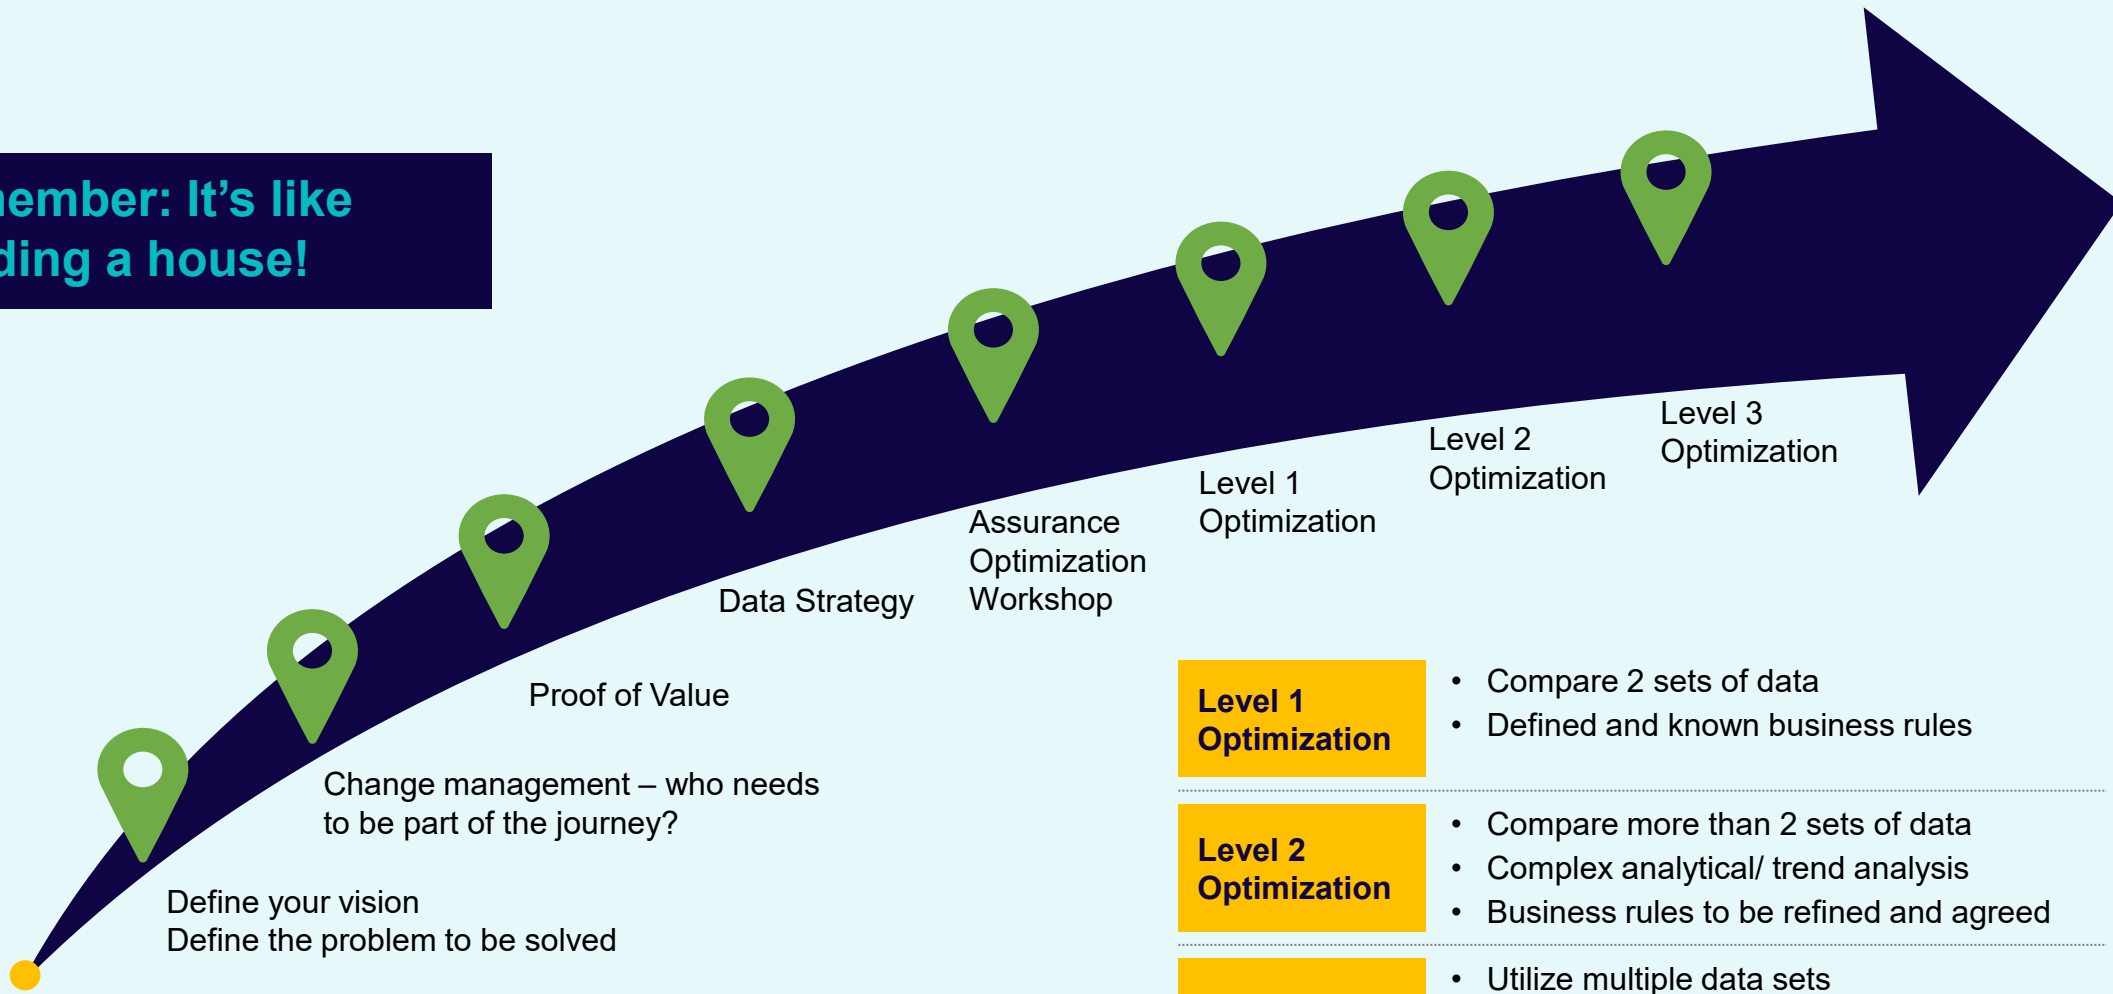 It's like
a house!
Level 3
Optimization
Level 2
Optimization
Level 1
Optimization
Assurance
Optimization
Workshop
Data Strategy
Proof of Value
Change management – who needs
to be part of the journey?
Define your vision
Define the problem to be solved
Level 1
Optimization
• Compare 2 sets of data
• Defined and known business rules
Level 2
Optimization
• Compare more than 2 sets of data
• Complex analytical/ trend analysis
• Business rules to be refined and agreed
• Utilize multiple data sets